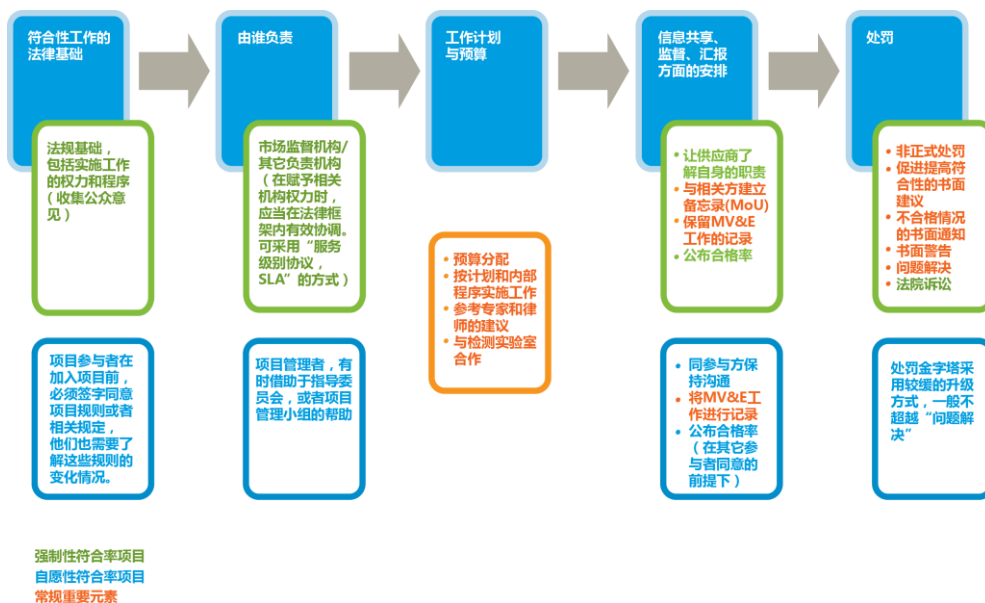 符合性工作的
法律基础
由谁负责
工作计划
与预算
信息共享、
监督、汇报
方面的安排
处罚
法规基础，
包括实施工作
的权力和程序
（收集公众意
见）
市场监督机构/
其它负责机构
（在赋予相关
机构权力时，
应当在法律框
架内有效协调。
可采用“服务
级别协议，
SLA”的方式）
• 预算分配
• 按计划和内部
程序实施工作
• 参考专家和律
师的建议
• 与检测实验室
合作
• 让供应商了
解自身的职责
• 与相关方建立
备忘录(MoU)
• 保留MV&E
工作的记录
• 公布合格率
• 非正式处罚
• 促进提高符
合性的书面
建议
• 不合格情况
的书面通知
• 书面警告
• 问题解决
• 法院诉讼
项目参与者在
加入项目前，
必须签字同意
项目规则或者
相关规定，
他们也需要了
解这些规则的
变化情况。
项目管理者，有
时借助于指导委
员会，或者项目
管理小组的帮助
• 同参与方保
持沟通
• 将MV&E工
作进行记录
• 公布合格率
（在其它参
与者同意的
前提下）
处罚金字塔采
用较缓的升级
方式，一般不
超越“问题解
决”
强制性符合率项目
自愿性符合率项目
常规重要元素